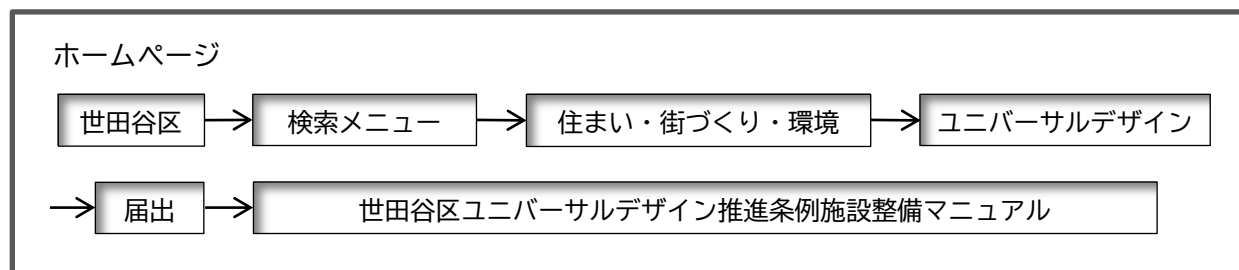 ホームページ
世田谷区 → 検索メニュー → 住まい・街づくり・環境 → ユニバーサルデザイン
→ 届出 → 世田谷区ユニバーサルデザイン推進条例施設整備マニュアル